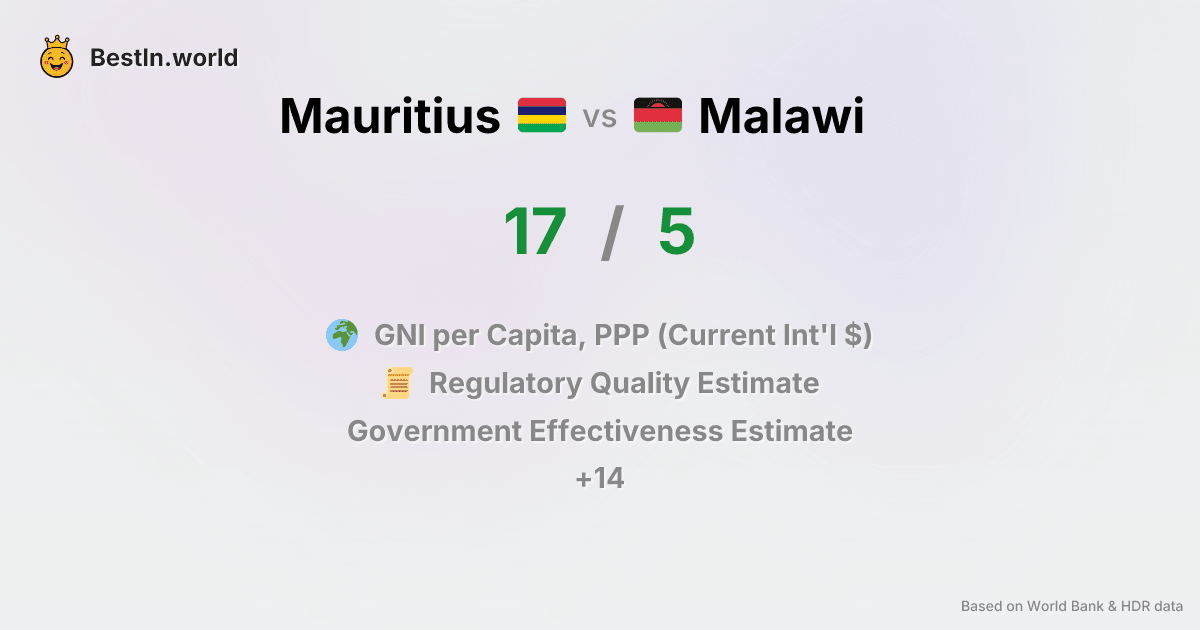 BestIn.world
Mauritius vs Malawi
17 / 5
GNI per Capita, PPP (Current Int'l $)
Regulatory Quality Estimate
Government Effectiveness Estimate
+14
Based on World Bank & HDR data